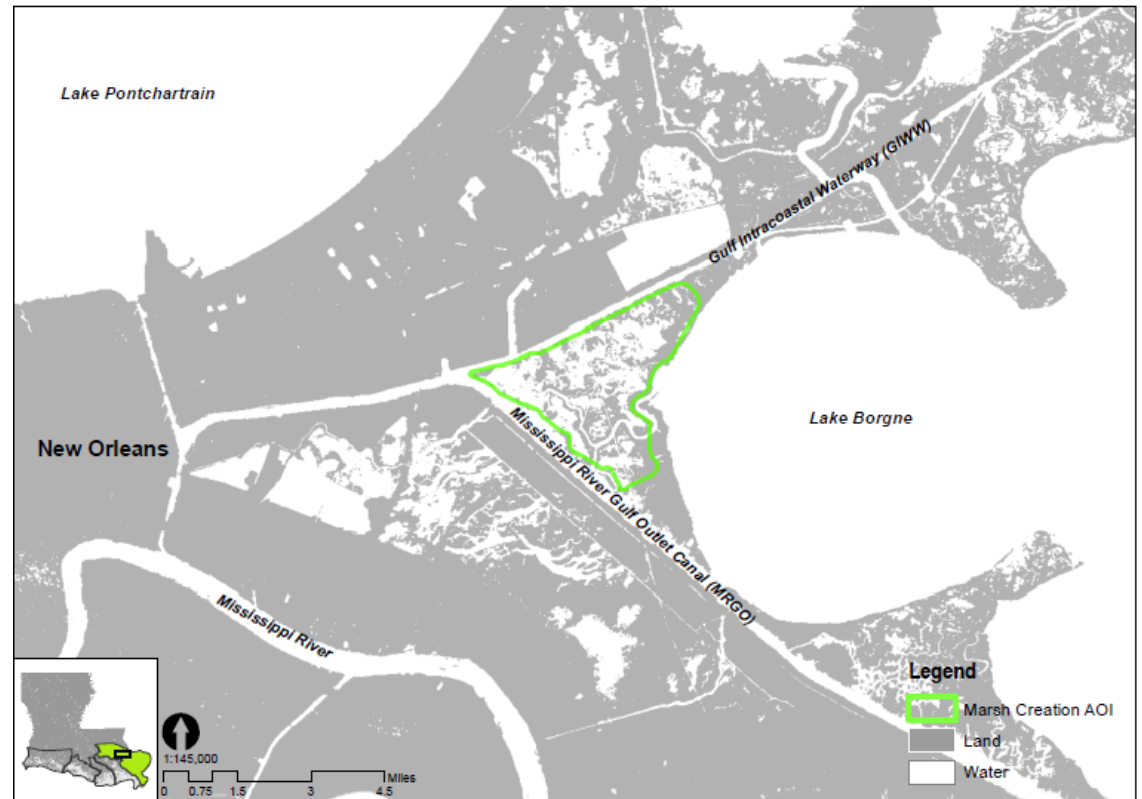 Lake Pontchartrain
Gulf Intracoastal Waterway (GIWW)
Lake Borgne
New Orleans
Mississippi River Gulf Outlet Canal (MRGO)
Mississippi River
Legend
Marsh Creation AOI
Land
Water
1:145,000
Miles
0 0.75 1.5 3 4.5